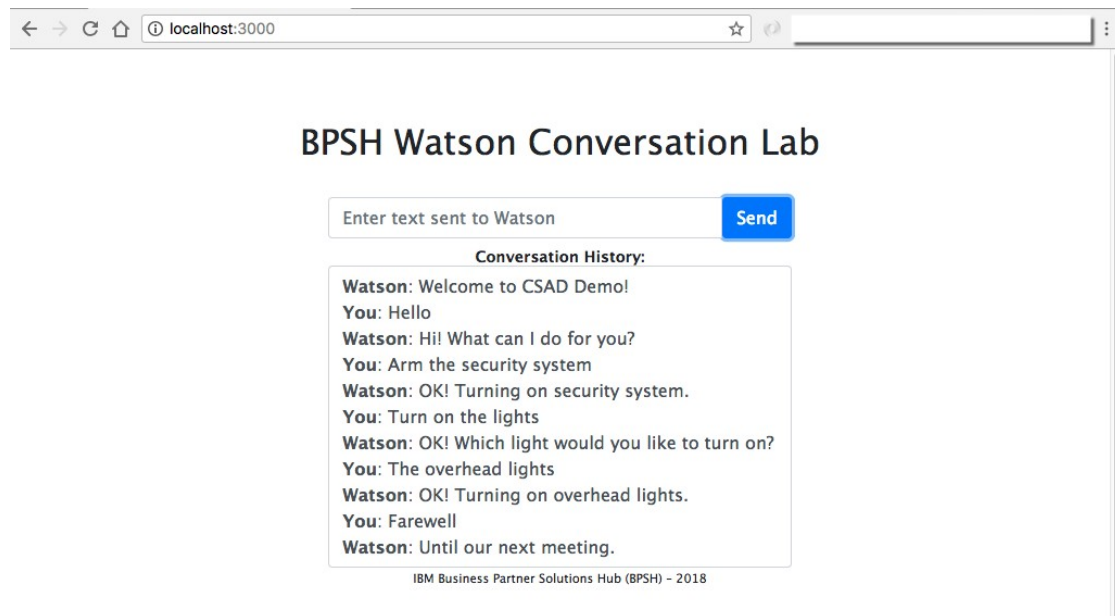 localhost:3000
BPSH Watson Conversation Lab
Enter text sent to Watson
Send
Conversation History:
Watson: Welcome to CSAD Demo!
You: Hello
Watson: Hi! What can I do for you?
You: Arm the security system
Watson: OK! Turning on security system.
You: Turn on the lights
Watson: OK! Which light would you like to turn on?
You: The overhead lights
Watson: OK! Turning on overhead lights.
You: Farewell
Watson: Until our next meeting.
IBM Business Partner Solutions Hub (BPSH) - 2018